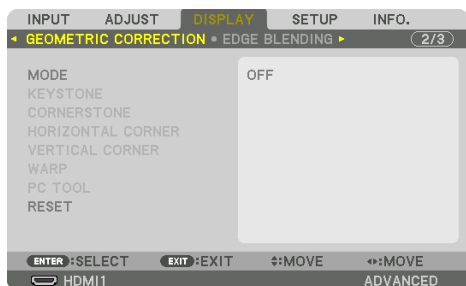 INPUT ADJUST DISPLAY SETUP INFO.
GEOMETRIC CORRECTION • EDGE BLENDING 2/3
MODE OFF
KEYSTONE
CORNERSTONE
HORIZONTAL CORNER
VERTICAL CORNER
WARP
PC TOOL
RESET
ENTER :SELECT EXIT :EXIT :MOVE :MOVE
HDMI1 ADVANCED